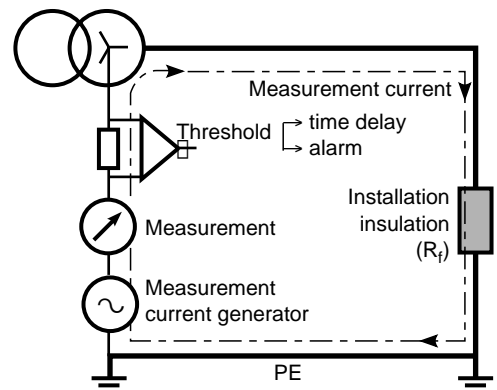 Measurement current
Threshold
time delay
alarm
Installation
insulation
(Rf)
Measurement
Measurement
current generator
PE